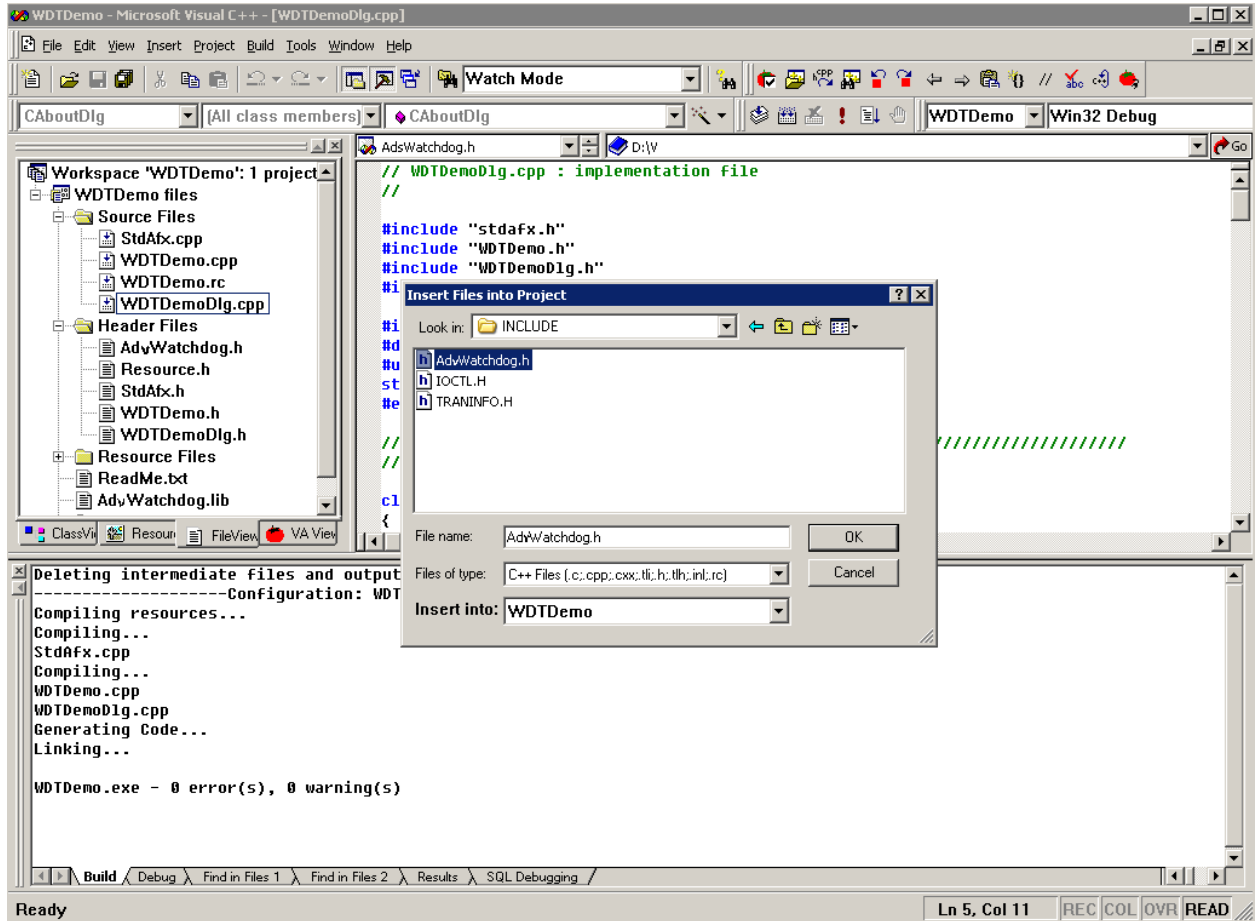 WDTDemo - Microsoft Visual C++ - [WDTDemoDlg.cpp]
File Edit View Insert Project Build Tools Window Help
Watch Mode
CAboutDlg
(All class members)
CAboutDlg
WDTDemo
Win32 Debug
AdsWatchdog.h
D:\V
Go
Workspace 'WDTDemo': 1 project
WDTDemo files
Source Files
StdAfx.cpp
WDTDemo.cpp
WDTDemo.rc
WDTDemoDlg.cpp
Header Files
AdvWatchdog.h
Resource.h
StdAfx.h
WDTDemo.h
WDTDemoDlg.h
Resource Files
ReadMe.txt
AdvWatchdog.lib
ClassVi
Resour
FileView
VA View
// WDTDemoDlg.cpp : implementation file
//
#include "stdafx.h"
#include "WDTDemo.h"
#include "WDTDemoDlg.h"
#i
#i
#d
#u
st
#e
//
////////////////////
//
cl
{
Insert Files into Project
Look in: INCLUDE
AdvWatchdog.h
IOCTL.H
TRANINFO.H
File name: AdvWatchdog.h
OK
Files of type: C++ Files (.c;.cpp;.cxx;.tli;.h;.tlh;.inl;.rc)
Cancel
Insert into: WDTDemo
Deleting intermediate files and output
--------------------Configuration: WDT
Compiling resources...
Compiling...
StdAfx.cpp
Compiling...
WDTDemo.cpp
WDTDemoDlg.cpp
Generating Code...
Linking...
WDTDemo.exe - 0 error(s), 0 warning(s)
Build Debug Find in Files 1 Find in Files 2 Results SQL Debugging
Ready
Ln 5, Col 11
REC COL OVR READ